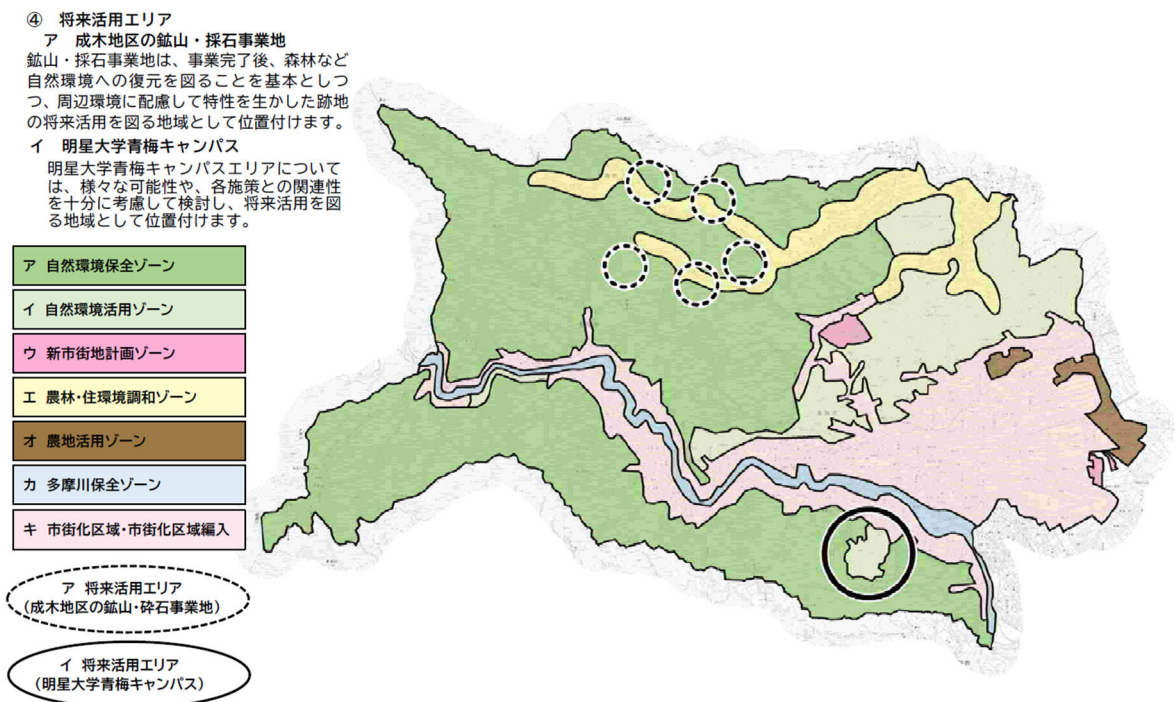 ④ 将来活用エリア
ア 成木地区の鉱山・採石事業地
鉱山・採石事業地は、事業完了後、森林など
自然環境への復元を図ることを基本としつ
つ、周辺環境に配慮して特性を生かした跡地
の将来活用を図る地域として位置付けます。
イ 明星大学青梅キャンパス
明星大学青梅キャンパスエリアについて
は、様々な可能性や、各施策との関連性
を十分に考慮して検討し、将来活用を図
る地域として位置付けます。
ア 自然環境保全ゾーン
イ 自然環境活用ゾーン
ウ 新市街地計画ゾーン
エ 農林・住環境調和ゾーン
オ 農地活用ゾーン
カ 多摩川保全ゾーン
キ 市街化区域・市街化区域編入
ア 将来活用エリア
（成木地区の鉱山・砕石事業地）
イ 将来活用エリア
（明星大学青梅キャンパス）